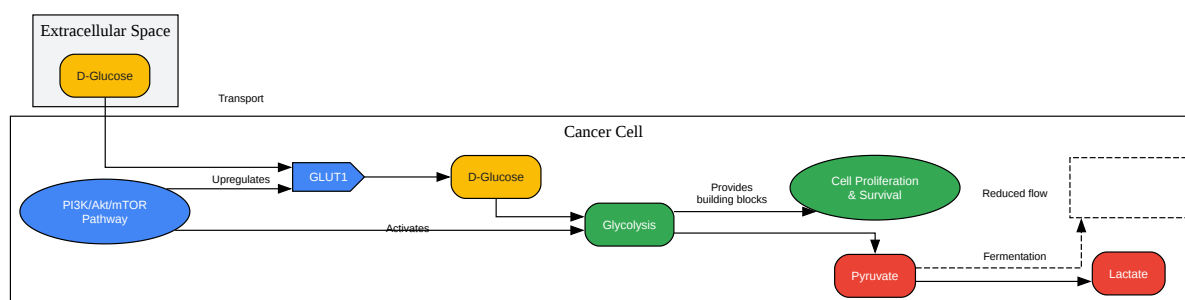 Extracellular Space
D-Glucose
Transport
Cancer Cell
Upregulates
GLUT1
D-Glucose
PI3K/Akt/mTOR
Pathway
Activates
Glycolysis
Provides
building blocks
Cell Proliferation
& Survival
Reduced flow
Pyruvate
Fermentation
Lactate